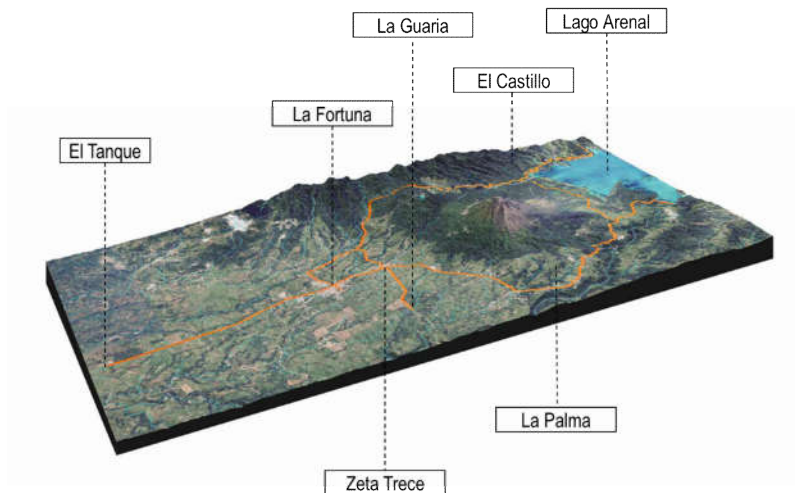 La Guaria
Lago Arenal
El Castillo
La Fortuna
El Tanque
La Palma
Zeta Trece